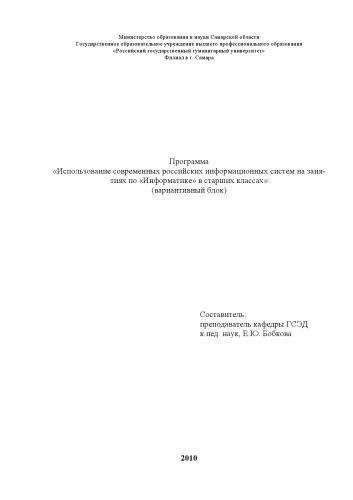 Министерство образования и науки Самарской области
Государственное образовательное учреждение высшего профессионального образования
«Российский государственный гуманитарный университет»
Филиал в г. Самара
Программа
«Использование современных российских информационных систем на заня-
тиях по «Информатике» в старших классах»
(вариантивный блок)
Составитель:
преподаватель кафедры ГСЭД
к.пед. наук, Е.Ю. Бобкова
2010